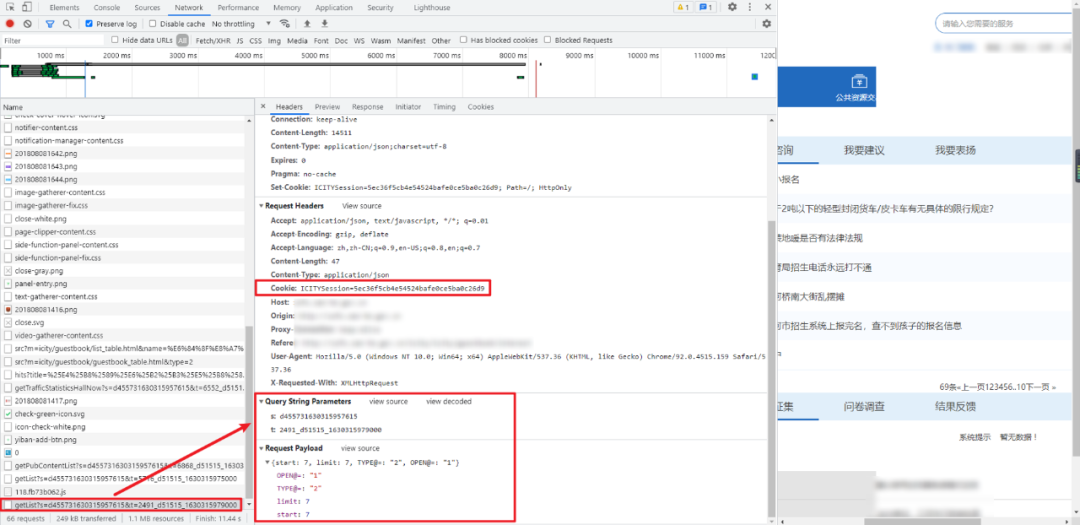 Elements Console Sources Network Performance Memory Application Security Lighthouse 1 1
Preserve log Disable cache No throttling
Filter Hide data URLs All Fetch/XHR JS CSS Img Media Font Doc WS Wasm Manifest Other Has blocked cookies Blocked Requests
1000 ms 2000 ms 3000 ms 4000 ms 5000 ms 6000 ms 7000 ms 8000 ms 9000 ms 10000 ms 11000 ms
Name
notifier-content.css
notification-manager-content.css
201808081642.png
201808081643.png
201808081644.png
image-gatherer-content.css
image-gatherer-fix.css
close-white.png
page-clipper-content.css
side-function-panel-content.css
side-function-panel-fix.css
close-gray.png
panel-entry.png
text-gatherer-content.css
201808081416.png
close.svg
video-gatherer-content.css
src?m=icity/guestbook/list_table.html&name=%E6%84%8F%E8%A7%
src?m=icity/guestbook/guestbook_table.html&type=2
hits?title=%25E4%25B8%2589%25E6%25B2%25B3%25E5%25B8%258.
getTrafficStatisticsHallNow?s=d455731630315957615&t=6552_d5151.
201808081417.png
check-green-icon.svg
icon-check-white.png
yiban-add-btn.png
0
118.fb73b062.js
getList?s=d455731630315957615&t=2491_d51515_1630315979000
66 requests 249 kB transferred 1.1 MB resources Finish: 11.44 s
Headers Preview Response Initiator Timing Cookies
Connection: keep-alive
Content-Length: 14511
Content-Type: application/json;charset=utf-8
Expires: 0
Pragma: no-cache
Set-Cookie: ICITYSession=5ec36f5cb4e54524bafe0ce5ba0c26d9; Path=/; HttpOnly
Request Headers View source
Accept: application/json, text/javascript, */*; q=0.01
Accept-Encoding: gzip, deflate
Accept-Language: zh,zh-CN;q=0.9,en-US;q=0.8,en;q=0.7
Content-Length: 47
Content-Type: application/json
Cookie: ICITYSession=5ec36f5cb4e54524bafe0ce5ba0c26d9
Host:
Origin:
Proxy-
Refere
User-Agent: Mozilla/5.0 (Windows NT 10.0; Win64; x64) AppleWebKit/537.36 (KHTML, like Gecko) Chrome/92.0.4515.159 Safari/5
37.36
X-Requested-With: XMLHttpRequest
Query String Parameters view source view decoded
s: d455731630315957615
t: 2491_d51515_1630315979000
Request Payload view source
{start: 7, limit: 7, TYPE@=: "2", OPEN@=: "1"}
OPEN@=: "1"
TYPE@=: "2"
limit: 7
start: 7
请输入您需要的服务
公共资源交
咨询 我要建议 我要表扬
小报名
2吨以下的轻型封闭货车/皮卡车有无具体的限行规定?
地暖是否有法律法规
局招生电话永远打不通
桥南大街乱摆摊
市招生系统上报完名,查不到孩子的报名信息
69条«上一页123456..10下一页 »
征集 问卷调查 结果反馈
系统提示 暂无数据!